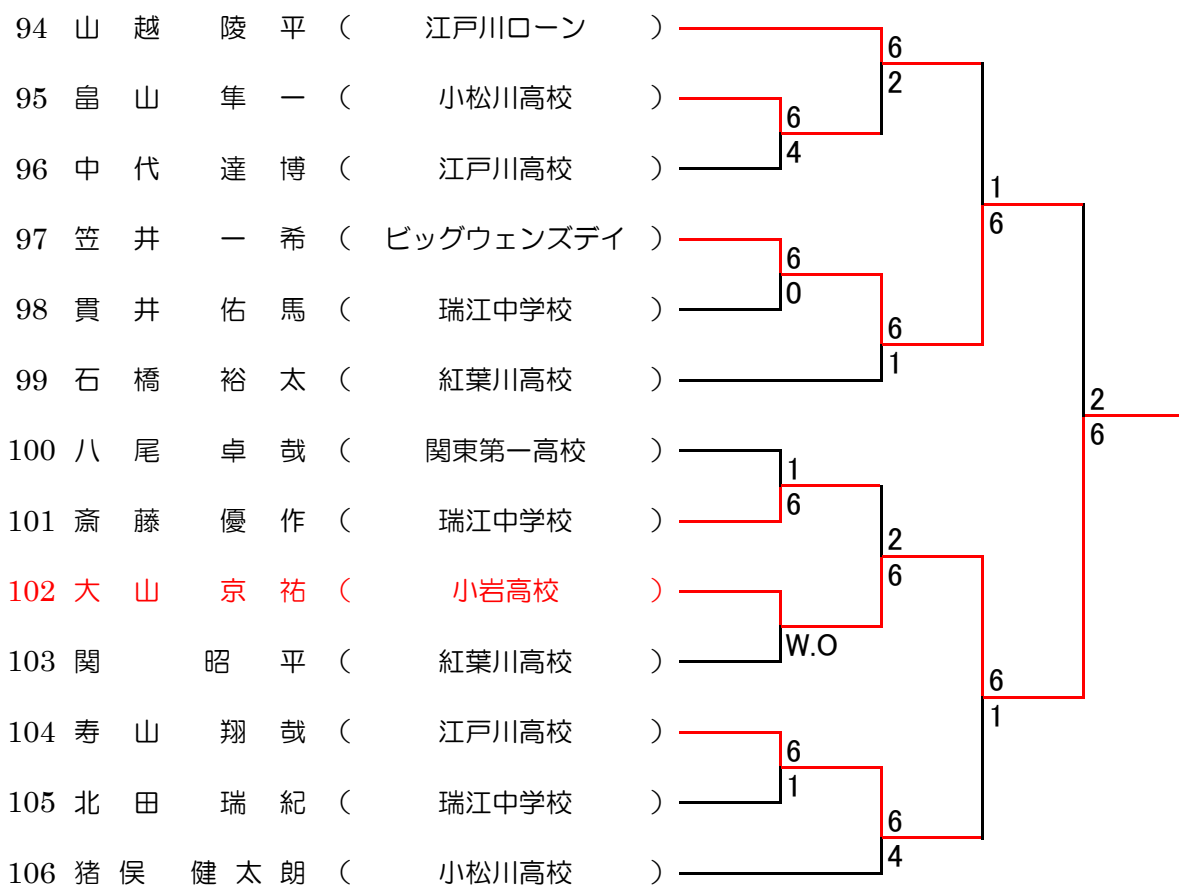 94 山 越 陵 平 ( 江戸川ローン )
6
2
95 畠 山 隼 一 ( 小松川高校 )
6
4
96 中 代 達 博 ( 江戸川高校 )
1
6
97 笠 井 一 希 ( ビッグウェンズデイ )
6
0
98 貫 井 佑 馬 ( 瑞江中学校 )
6
1
99 石 橋 裕 太 ( 紅葉川高校 )
2
6
100 八 尾 卓 哉 ( 関東第一高校 )
1
6
101 斎 藤 優 作 ( 瑞江中学校 )
2
6
102 大 山 京 祐 ( 小岩高校 )
W.O
103 関 昭 平 ( 紅葉川高校 )
6
1
104 寿 山 翔 哉 ( 江戸川高校 )
6
1
105 北 田 瑞 紀 ( 瑞江中学校 )
6
4
106 猪 俣 健 太 朗 ( 小松川高校 )